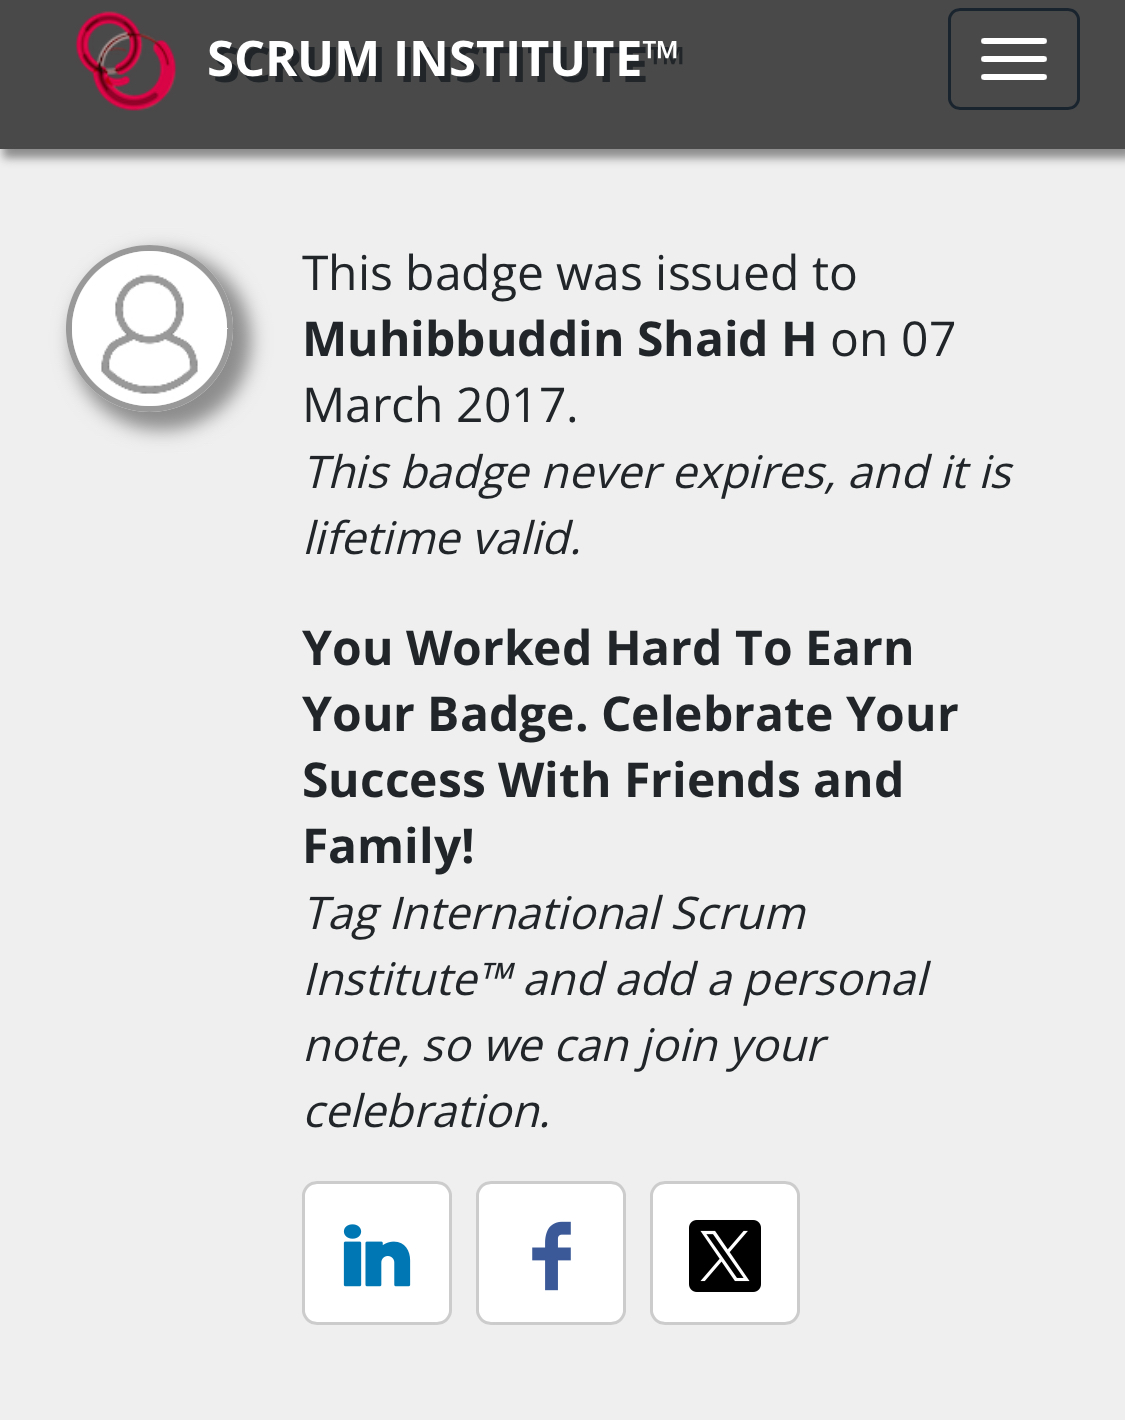 SCRUM INSTITUTE™
This badge was issued to
Muhibbuddin Shaid H on 07
March 2017.
This badge never expires, and it is
lifetime valid.
You Worked Hard To Earn
Your Badge. Celebrate Your
Success With Friends and
Family!
Tag International Scrum
Institute™ and add a personal
note, so we can join your
celebration.